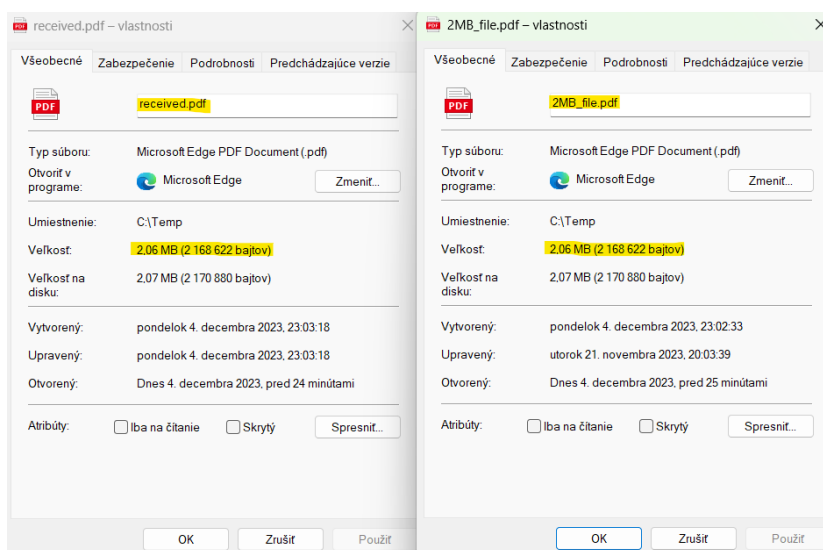 received.pdf – vlastnosti
Všeobecné Zabezpečenie Podrobnosti Predchádzajúce verzie
PDF
received.pdf
Typ súboru: Microsoft Edge PDF Document (.pdf)
Otvoriť v programe: Microsoft Edge Zmeniť...
Umiestnenie: C:\Temp
Veľkosť: 2,06 MB (2 168 622 bajtov)
Veľkosť na disku: 2,07 MB (2 170 880 bajtov)
Vytvorený: pondelok 4. decembra 2023, 23:03:18
Upravený: pondelok 4. decembra 2023, 23:03:18
Otvorený: Dnes 4. decembra 2023, pred 24 minútami
Atribúty: Iba na čítanie Skrytý Spresniť...
OK Zrušiť Použiť
2MB_file.pdf – vlastnosti
Všeobecné Zabezpečenie Podrobnosti Predchádzajúce verzie
PDF
2MB_file.pdf
Typ súboru: Microsoft Edge PDF Document (.pdf)
Otvoriť v programe: Microsoft Edge Zmeniť...
Umiestnenie: C:\Temp
Veľkosť: 2,06 MB (2 168 622 bajtov)
Veľkosť na disku: 2,07 MB (2 170 880 bajtov)
Vytvorený: pondelok 4. decembra 2023, 23:02:33
Upravený: utorok 21. novembra 2023, 20:03:39
Otvorený: Dnes 4. decembra 2023, pred 25 minútami
Atribúty: Iba na čítanie Skrytý Spresniť...
OK Zrušiť Použiť